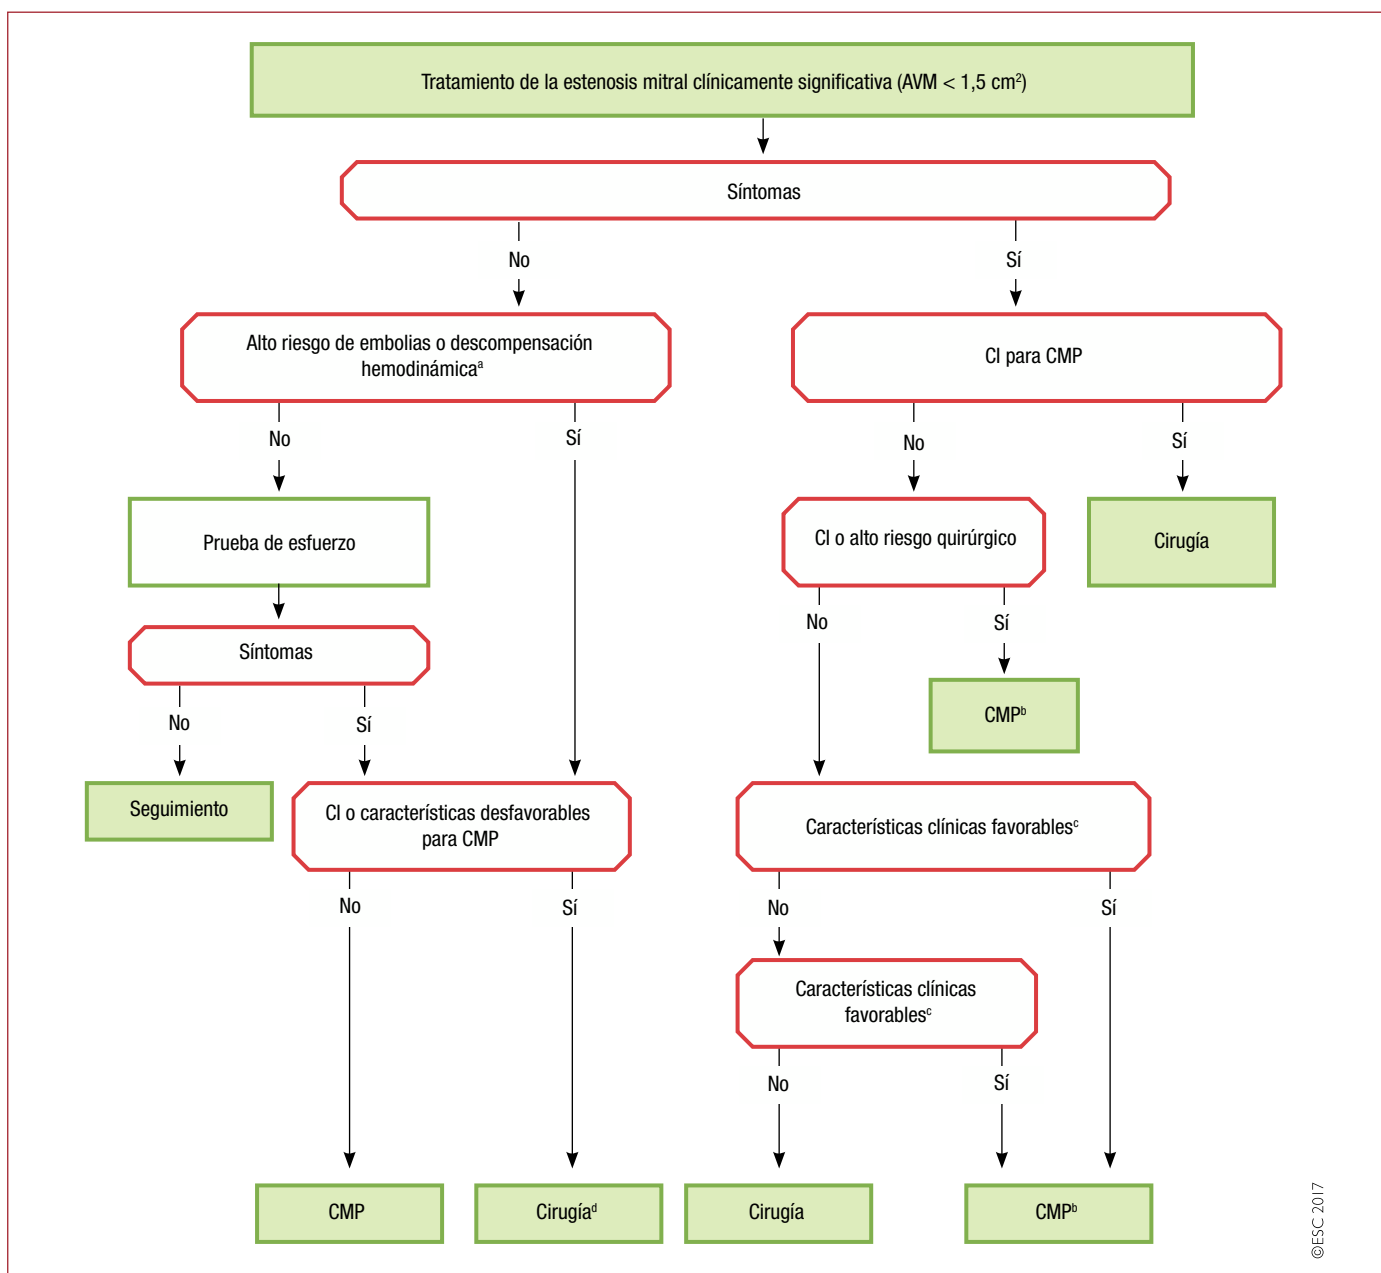 Tratamiento de la estenosis mitral clínicamente significativa (AVM < 1,5 cm²)
Síntomas
No
Sí
Alto riesgo de embolias o descompensación
hemodinámicaª
CI para CMP
No
Sí
No
Sí
Prueba de esfuerzo
CI o alto riesgo quirúrgico
Cirugía
Síntomas
No
Sí
No
Sí
CMPᵇ
Seguimiento
CI o características desfavorables
para CMP
Características clínicas favorablesᶜ
No
Sí
No
Sí
Características clínicas
favorablesᶜ
No
Sí
CMP
Cirugíaᵈ
Cirugía
CMPᵇ
©ESC 2017